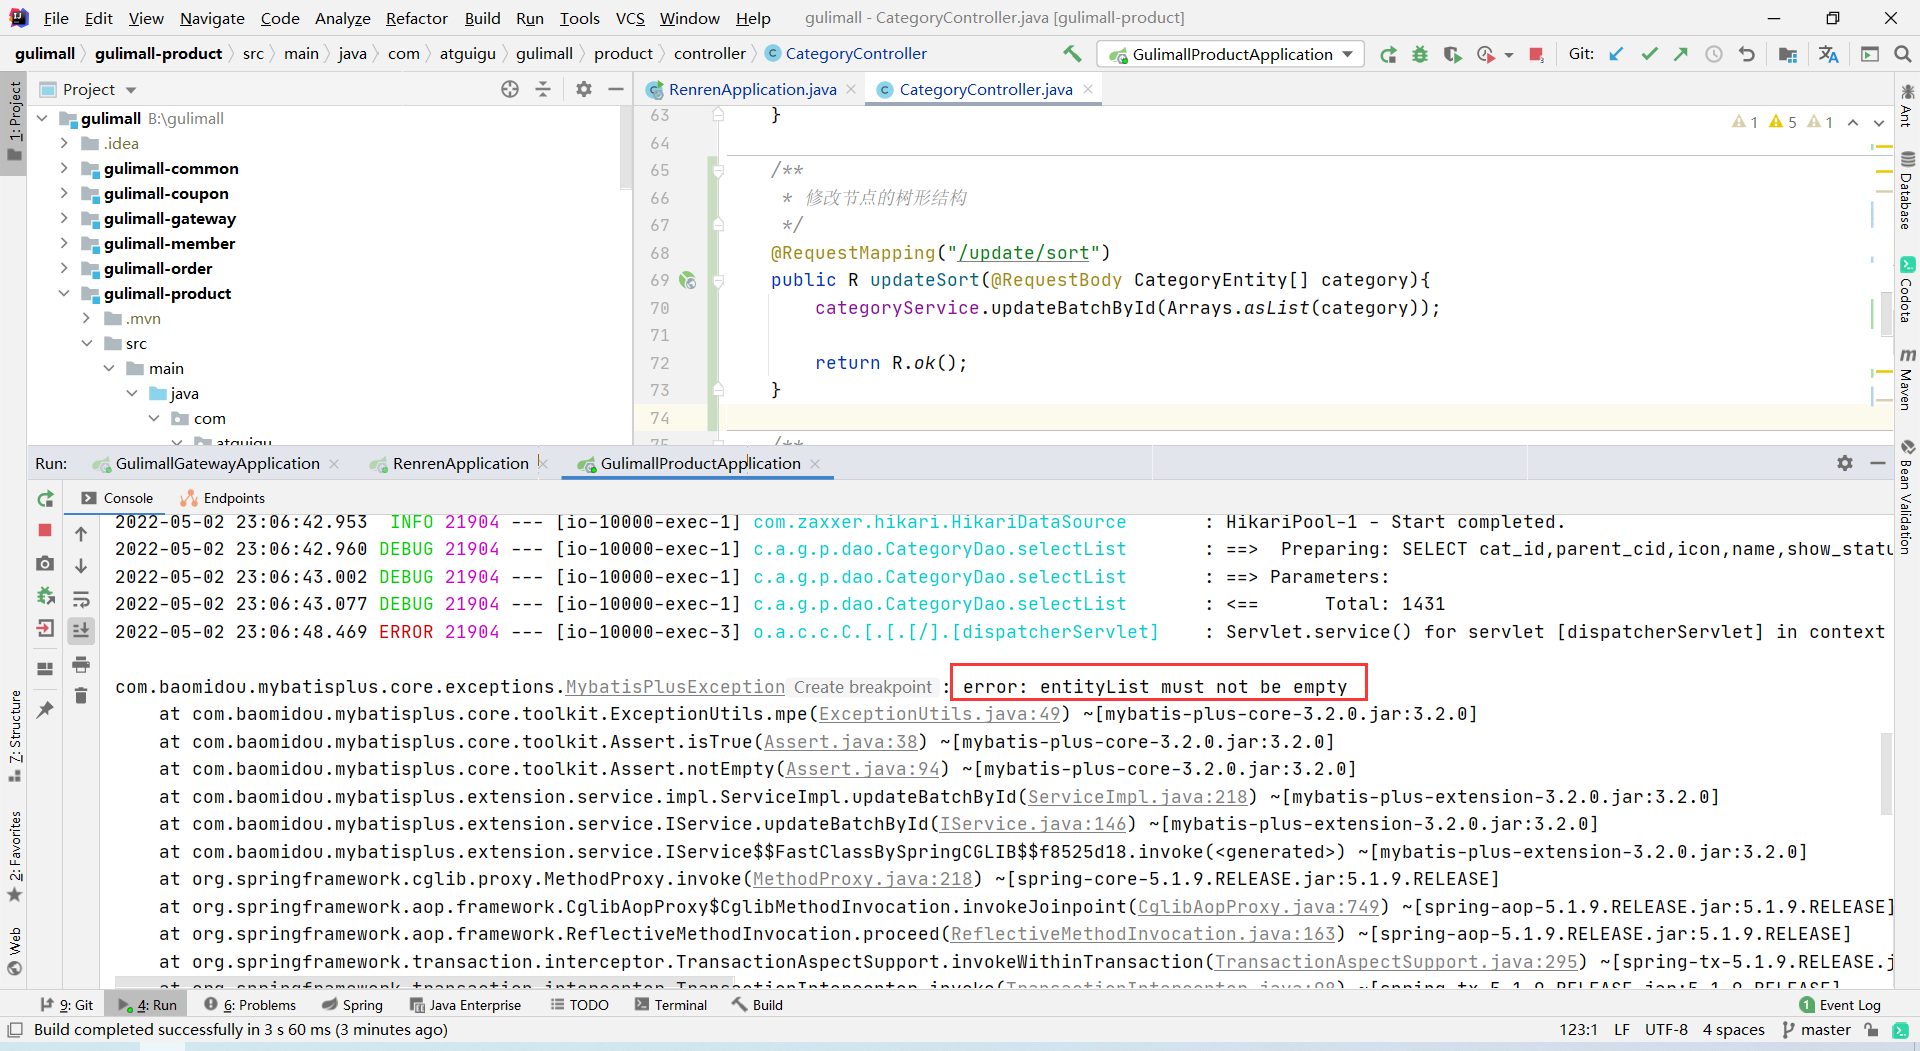 File Edit View Navigate Code Analyze Refactor Build Run Tools VCS Window Help gulimall - CategoryController.java [gulimall-product]
gulimall gulimall-product src main java com atguigu gulimall product controller CategoryController GulimallProductApplication Git:
Project RenrenApplication.java CategoryController.java
1: Project
gulimall B:\gulimall
.idea
gulimall-common
gulimall-coupon
gulimall-gateway
gulimall-member
gulimall-order
gulimall-product
.mvn
src
main
java
com
atguigu
1 5 1
63 }
64
65 /**
66 * 修改节点的树形结构
67 */
68 @RequestMapping("/update/sort")
69 public R updateSort(@RequestBody CategoryEntity[] category){
70 categoryService.updateBatchById(Arrays.asList(category));
71
72 return R.ok();
73 }
74
75 /**
Ant
Database
Codota
Maven
Bean Validation
Run: GulimallGatewayApplication RenrenApplication GulimallProductApplication
Console Endpoints
2022-05-02 23:06:42.953 INFO 21904 --- [io-10000-exec-1] com.zaxxer.hikari.HikariDataSource : HikariPool-1 - Start completed.
2022-05-02 23:06:42.960 DEBUG 21904 --- [io-10000-exec-1] c.a.g.p.dao.CategoryDao.selectList : ==> Preparing: SELECT cat_id,parent_cid,icon,name,show_statu
2022-05-02 23:06:43.002 DEBUG 21904 --- [io-10000-exec-1] c.a.g.p.dao.CategoryDao.selectList : ==> Parameters:
2022-05-02 23:06:43.077 DEBUG 21904 --- [io-10000-exec-1] c.a.g.p.dao.CategoryDao.selectList : <== Total: 1431
2022-05-02 23:06:48.469 ERROR 21904 --- [io-10000-exec-3] o.a.c.c.C.[.[.[/].[dispatcherServlet] : Servlet.service() for servlet [dispatcherServlet] in context
com.baomidou.mybatisplus.core.exceptions.MybatisPlusException Create breakpoint : error: entityList must not be empty
at com.baomidou.mybatisplus.core.toolkit.ExceptionUtils.mpe(ExceptionUtils.java:49) ~[mybatis-plus-core-3.2.0.jar:3.2.0]
at com.baomidou.mybatisplus.core.toolkit.Assert.isTrue(Assert.java:38) ~[mybatis-plus-core-3.2.0.jar:3.2.0]
at com.baomidou.mybatisplus.core.toolkit.Assert.notEmpty(Assert.java:94) ~[mybatis-plus-core-3.2.0.jar:3.2.0]
at com.baomidou.mybatisplus.extension.service.impl.ServiceImpl.updateBatchById(ServiceImpl.java:218) ~[mybatis-plus-extension-3.2.0.jar:3.2.0]
at com.baomidou.mybatisplus.extension.service.IService.updateBatchById(IService.java:146) ~[mybatis-plus-extension-3.2.0.jar:3.2.0]
at com.baomidou.mybatisplus.extension.service.IService$$FastClassBySpringCGLIB$$f8525d18.invoke(<generated>) ~[mybatis-plus-extension-3.2.0.jar:3.2.0]
at org.springframework.cglib.proxy.MethodProxy.invoke(MethodProxy.java:218) ~[spring-core-5.1.9.RELEASE.jar:5.1.9.RELEASE]
at org.springframework.aop.framework.CglibAopProxy$CglibMethodInvocation.invokeJoinpoint(CglibAopProxy.java:749) ~[spring-aop-5.1.9.RELEASE.jar:5.1.9.RELEASE]
at org.springframework.aop.framework.ReflectiveMethodInvocation.proceed(ReflectiveMethodInvocation.java:163) ~[spring-aop-5.1.9.RELEASE.jar:5.1.9.RELEASE]
at org.springframework.transaction.interceptor.TransactionAspectSupport.invokeWithinTransaction(TransactionAspectSupport.java:295) ~[spring-tx-5.1.9.RELEASE.j
at org.springframework.transaction.interceptor.TransactionInterceptor.invoke(TransactionInterceptor.java:98) ~[spring-tx-5.1.9.RELEASE.jar:5.1.9.RELEASE]
7: Structure
2: Favorites
Web
9: Git 4: Run 6: Problems Spring Java Enterprise TODO Terminal Build 1 Event Log
Build completed successfully in 3 s 60 ms (3 minutes ago) 123:1 LF UTF-8 4 spaces master